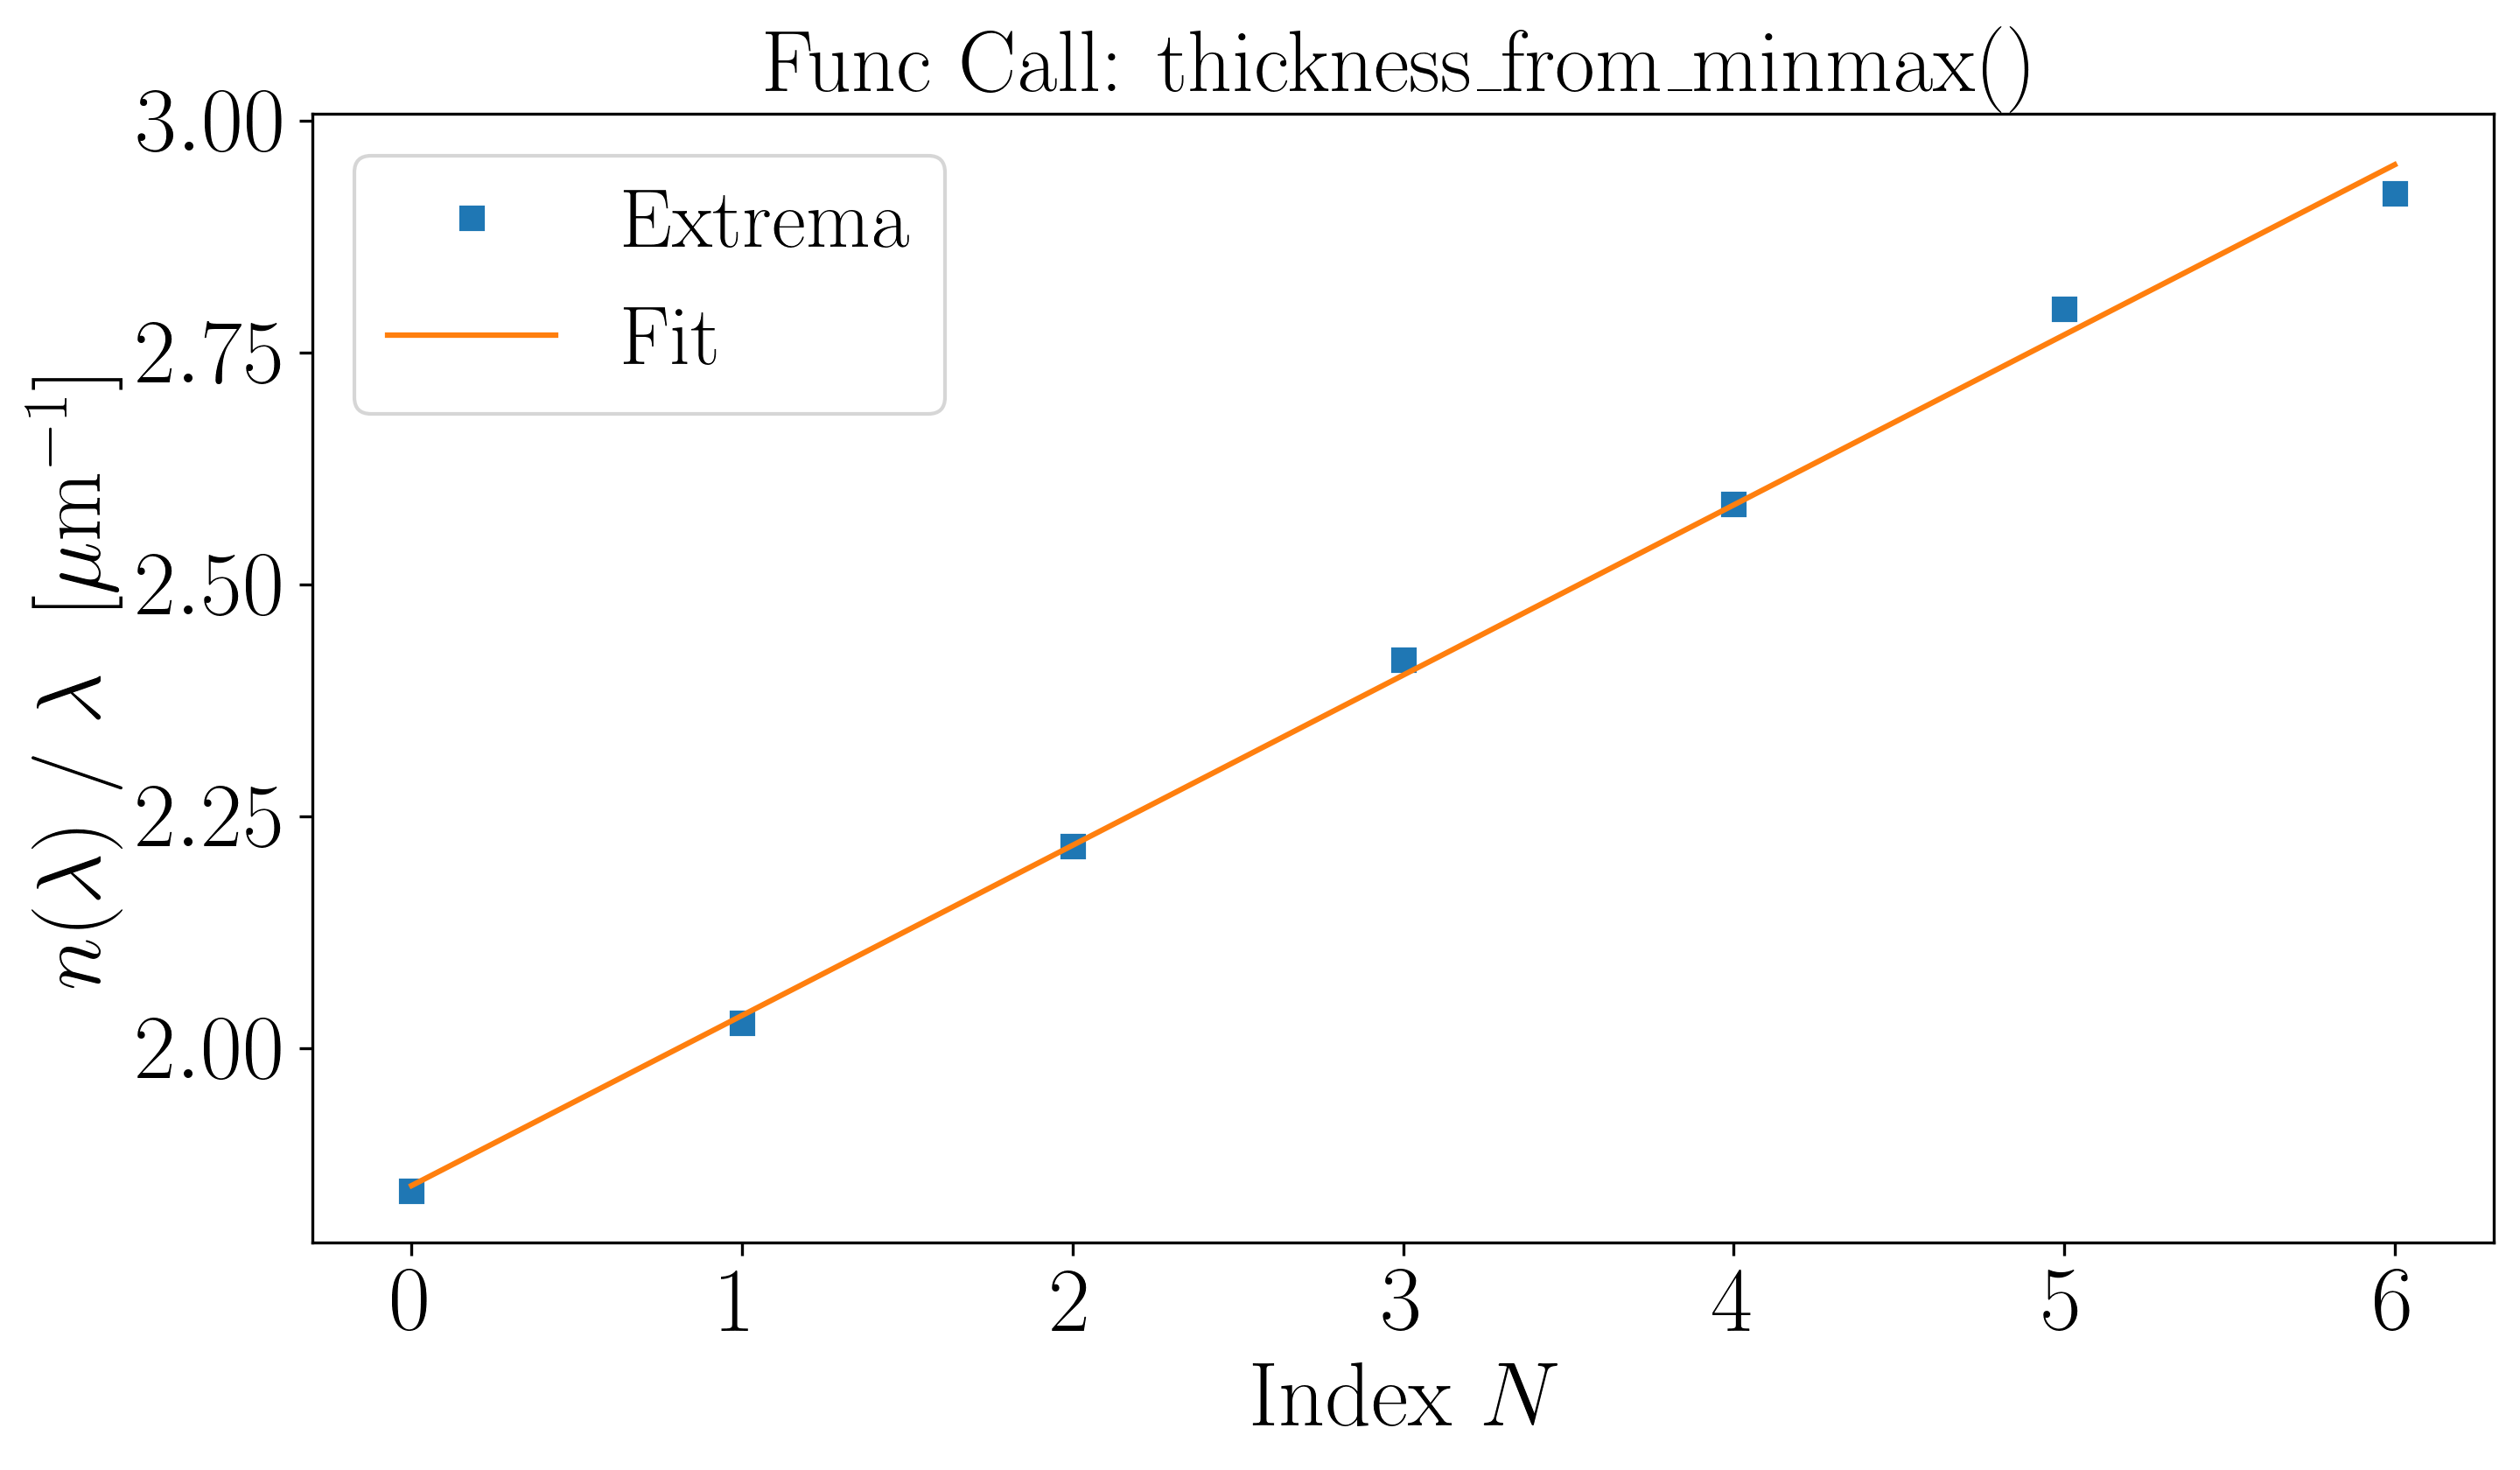 Func Call: thickness_from_minmax()
3.00
2.75
2.50
2.25
2.00
n(λ) / λ [μm⁻¹]
Extrema
Fit
0 1 2 3 4 5 6
Index N